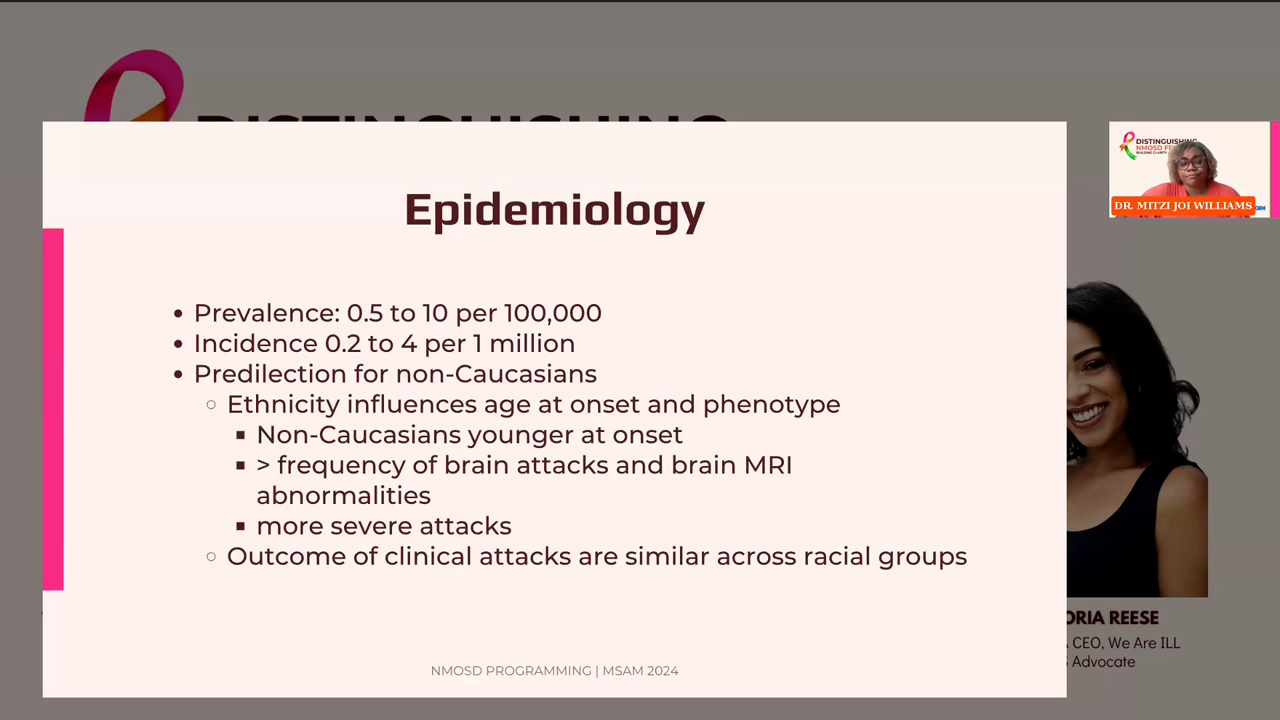 DISTINGUISHING
Epidemiology
• Prevalence: 0.5 to 10 per 100,000
• Incidence 0.2 to 4 per 1 million
• Predilection for non-Caucasians
○ Ethnicity influences age at onset and phenotype
■ Non-Caucasians younger at onset
■ > frequency of brain attacks and brain MRI
abnormalities
■ more severe attacks
○ Outcome of clinical attacks are similar across racial groups
NMOSD PROGRAMMING | MSAM 2024
DISTINGUISHING
NMOSD
BUILDING CLARITY
DR. MITZI JOI WILLIAMS
ORIA REESE
CEO, We Are ILL
Advocate